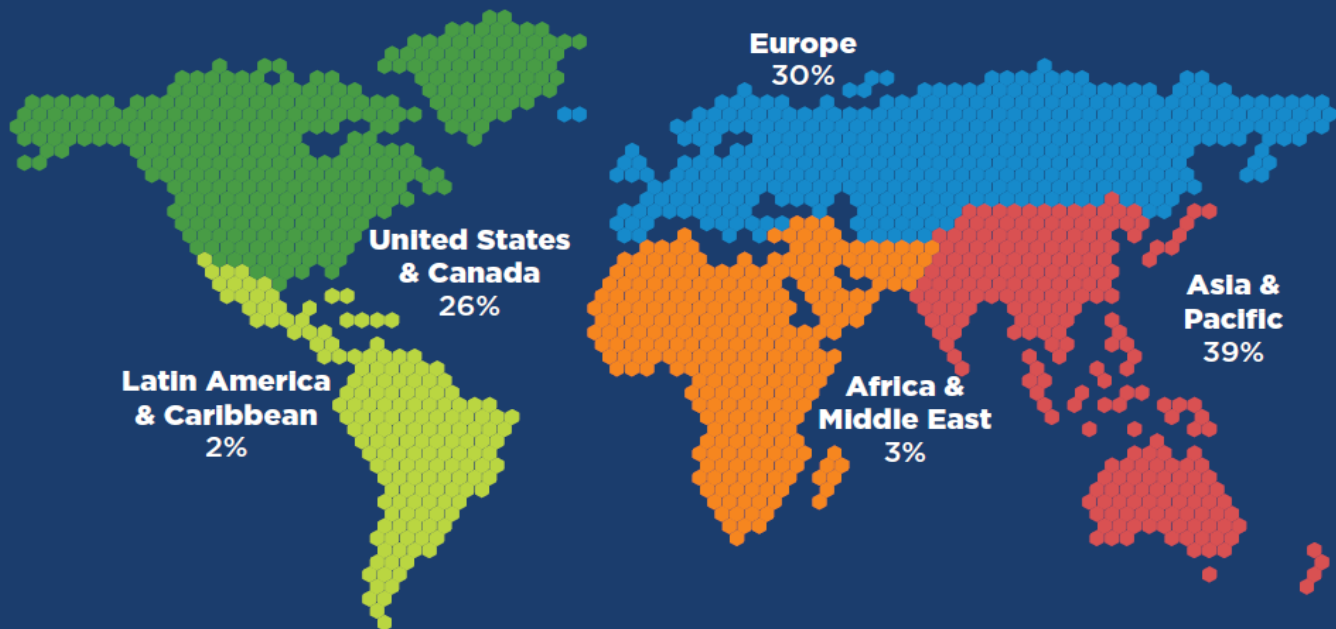 Europe
30%
United States
& Canada
26%
Asia &
Pacific
39%
Latin America
& Caribbean
2%
Africa &
Middle East
3%